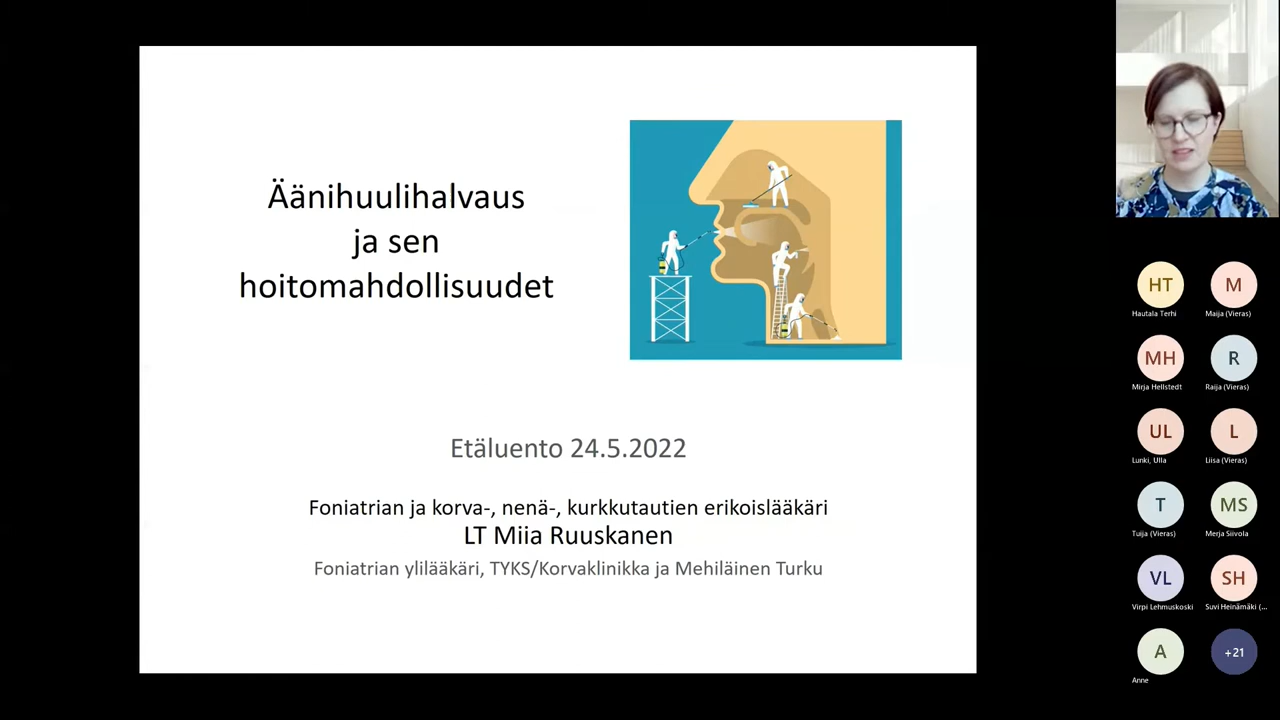 Äänihuulihalvaus
ja sen
hoitomahdollisuudet
Etäluento 24.5.2022
Foniatrian ja korva-, nenä-, kurkkutautien erikoislääkäri
LT Miia Ruuskanen
Foniatrian ylilääkäri, TYKS/Korvaklinikka ja Mehiläinen Turku
HT
Hautala Terhi
M
Maija (Vieras)
MH
Mirja Hellstedt
R
Raija (Vieras)
UL
Lunki, Ulla
L
Liisa (Vieras)
T
Tuija (Vieras)
MS
Merja Siivola
VL
Virpi Lehmuskoski
SH
Suvi Heinämäki (...
A
Anne
+21